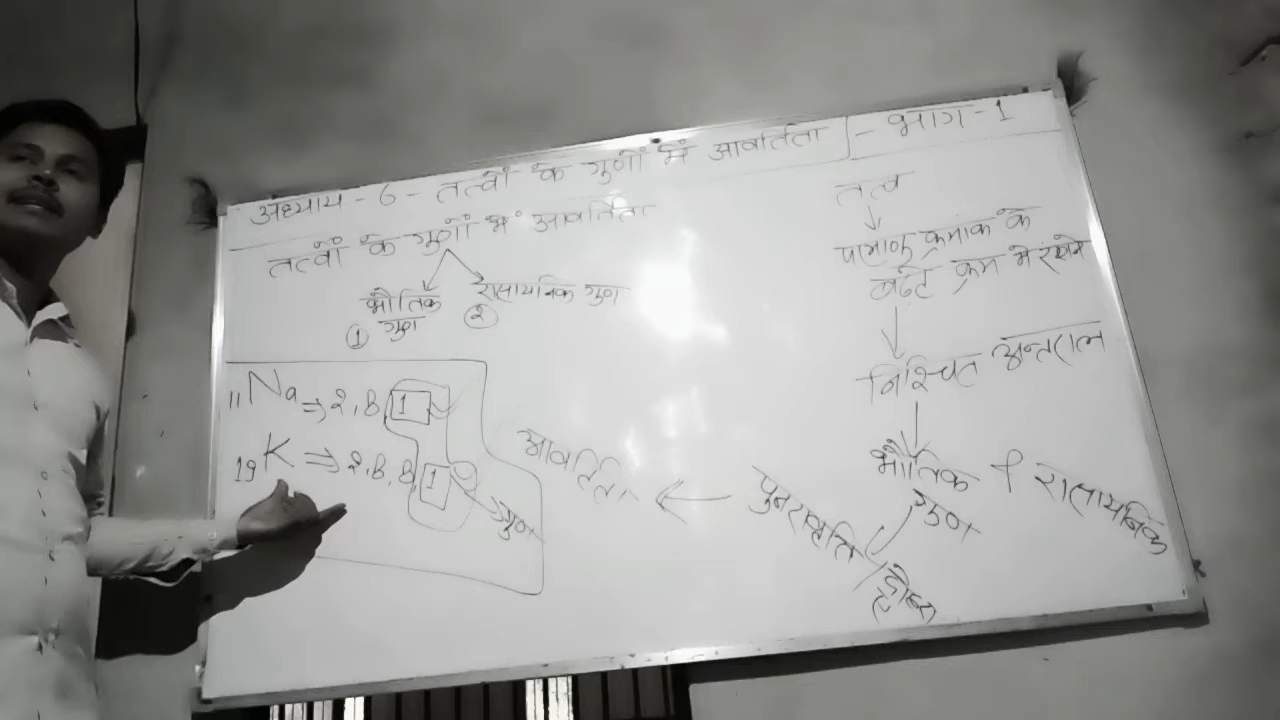 अध्याय - 6 - तत्वों के गुणों में आवर्तिता - भाग - 1
तत्वों के गुणों में आवर्तिता
भौतिक
गुण
①
रासायनिक गुण
②
₁₁Na ⇒ 2, 8, 1
₁₉K ⇒ 2, 8, 8, 1
गुण
तत्व
↓
परमाणु क्रमांक के
बढ़ते क्रम में रखने
↓
निश्चित अन्तराल
↓
भौतिक + रासायनिक
गुण
पुनरावृति
←
आवर्तिता